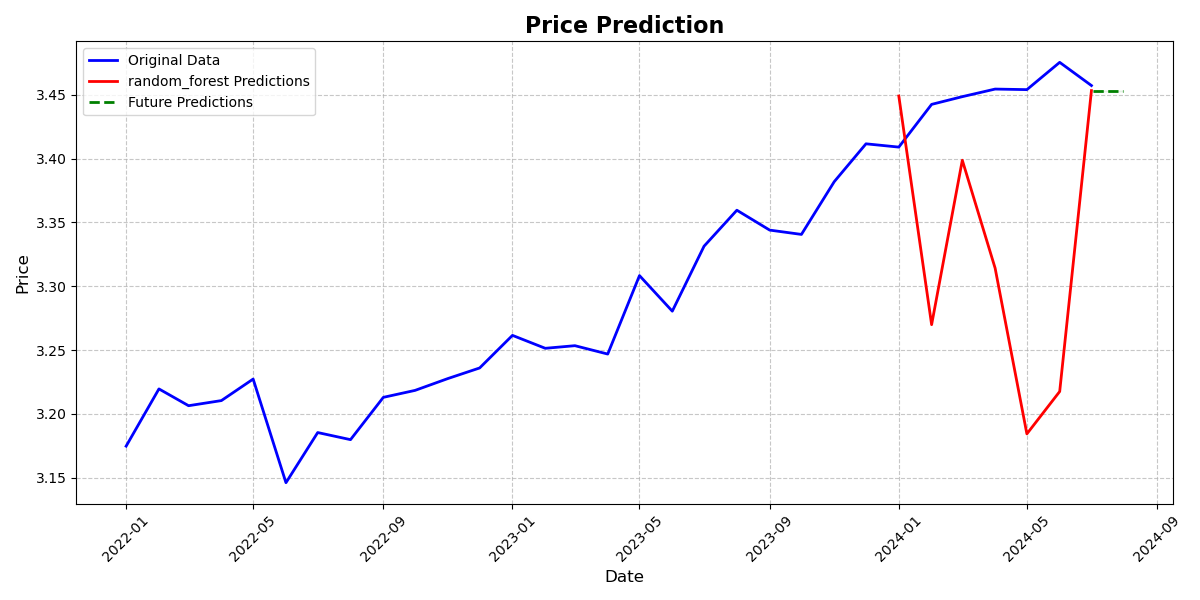 Price Prediction
Original Data
random_forest Predictions
Future Predictions
Price
3.45
3.40
3.35
3.30
3.25
3.20
3.15
2022-01
2022-05
2022-09
2023-01
2023-05
2023-09
2024-01
2024-05
2024-09
Date